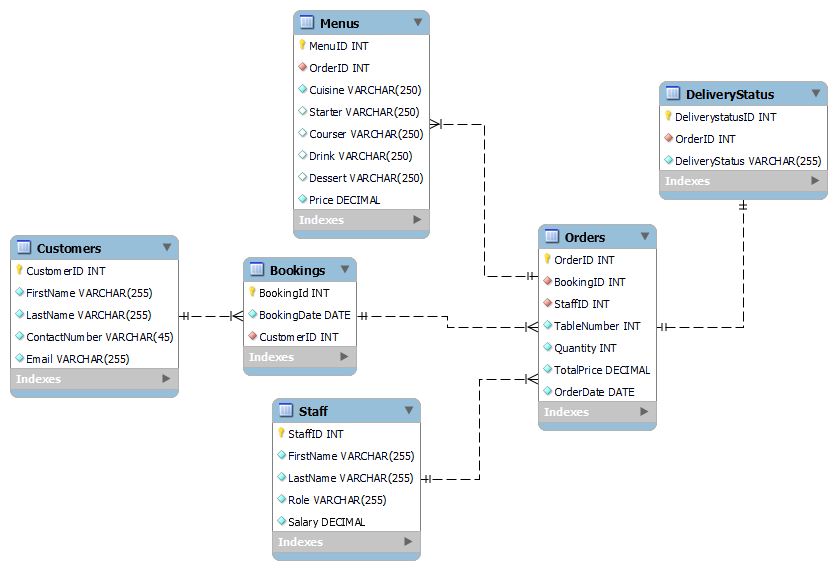 Menus
MenuID INT
OrderID INT
Cuisine VARCHAR(250)
Starter VARCHAR(250)
Courser VARCHAR(250)
Drink VARCHAR(250)
Dessert VARCHAR(250)
Price DECIMAL
Indexes
DeliveryStatus
DeliverystatusID INT
OrderID INT
DeliveryStatus VARCHAR(255)
Indexes
Customers
CustomerID INT
FirstName VARCHAR(255)
LastName VARCHAR(255)
ContactNumber VARCHAR(45)
Email VARCHAR(255)
Indexes
Bookings
BookingId INT
BookingDate DATE
CustomerID INT
Indexes
Orders
OrderID INT
BookingID INT
StaffID INT
TableNumber INT
Quantity INT
TotalPrice DECIMAL
OrderDate DATE
Indexes
Staff
StaffID INT
FirstName VARCHAR(255)
LastName VARCHAR(255)
Role VARCHAR(255)
Salary DECIMAL
Indexes